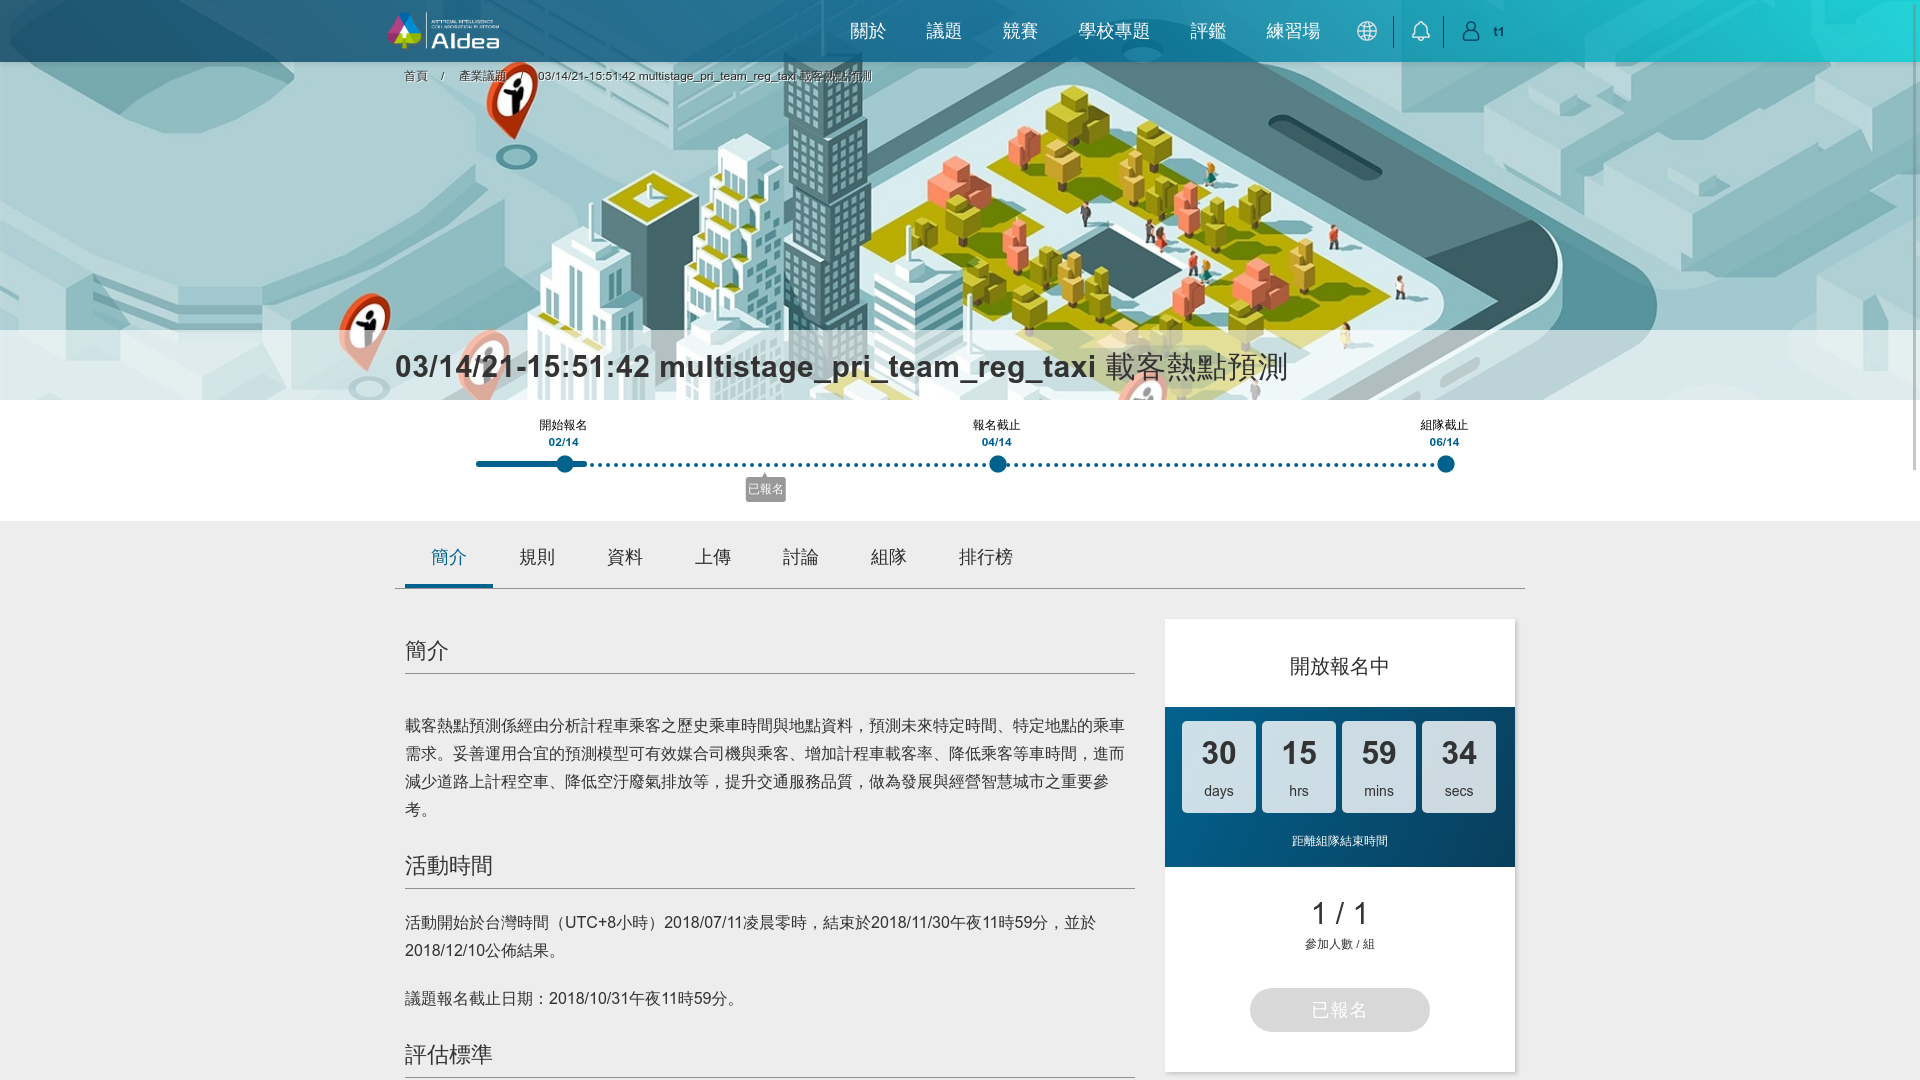 ARTIFICIAL INTELLIGENCE
COLLABORATION PLATFORM
AIdea
關於 議題 競賽 學校專題 評鑑 練習場 t1
首頁 / 產業議題 / 03/14/21-15:51:42 multistage_pri_team_reg_taxi 載客熱點預測
03/14/21-15:51:42 multistage_pri_team_reg_taxi 載客熱點預測
開始報名 報名截止 組隊截止
02/14 04/14 06/14
已報名
簡介 規則 資料 上傳 討論 組隊 排行榜
簡介
載客熱點預測係經由分析計程車乘客之歷史乘車時間與地點資料，預測未來特定時間、特定地點的乘車
需求。妥善運用合宜的預測模型可有效媒合司機與乘客、增加計程車載客率、降低乘客等車時間，進而
減少道路上計程空車、降低空汙廢氣排放等，提升交通服務品質，做為發展與經營智慧城市之重要參
考。
活動時間
活動開始於台灣時間（UTC+8小時）2018/07/11凌晨零時，結束於2018/11/30午夜11時59分，並於
2018/12/10公佈結果。
議題報名截止日期：2018/10/31午夜11時59分。
評估標準
開放報名中
30 15 59 34
days hrs mins secs
距離組隊結束時間
1 / 1
參加人數 / 組
已報名